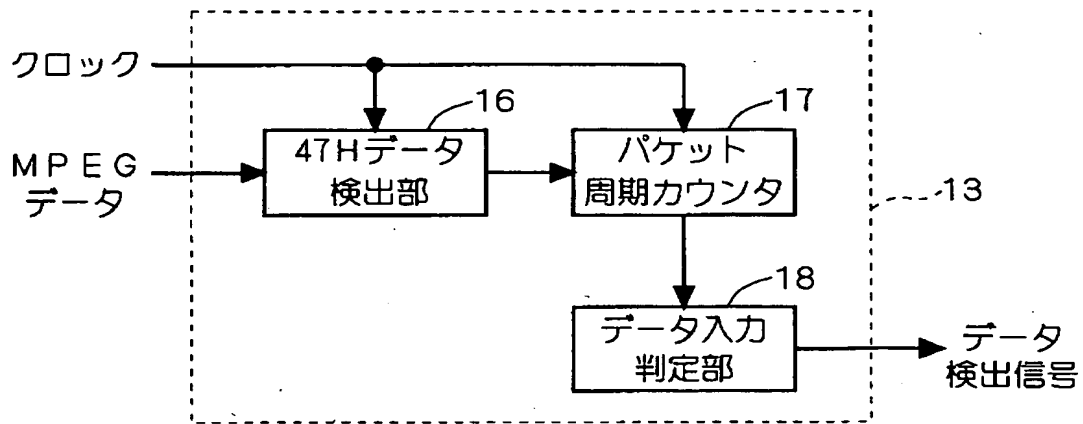 クロック
16
17
47Hデータ
検出部
パケット
周期カウンタ
MPEG
データ
13
18
データ入力
判定部
データ
検出信号